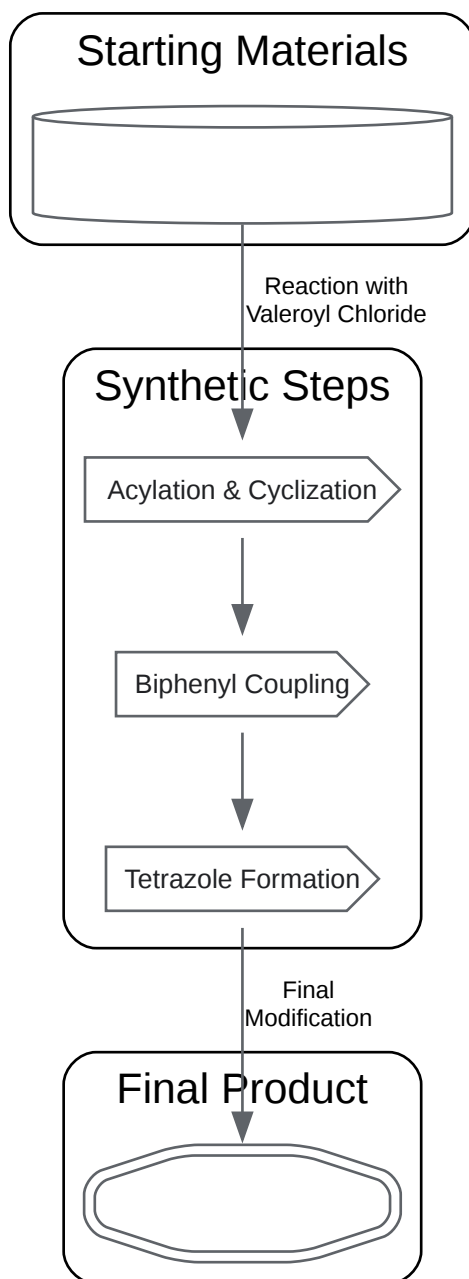 Starting Materials
Reaction with
Valeroyl Chloride
Synthetic Steps
Acylation & Cyclization
Biphenyl Coupling
Tetrazole Formation
Final
Modification
Final Product